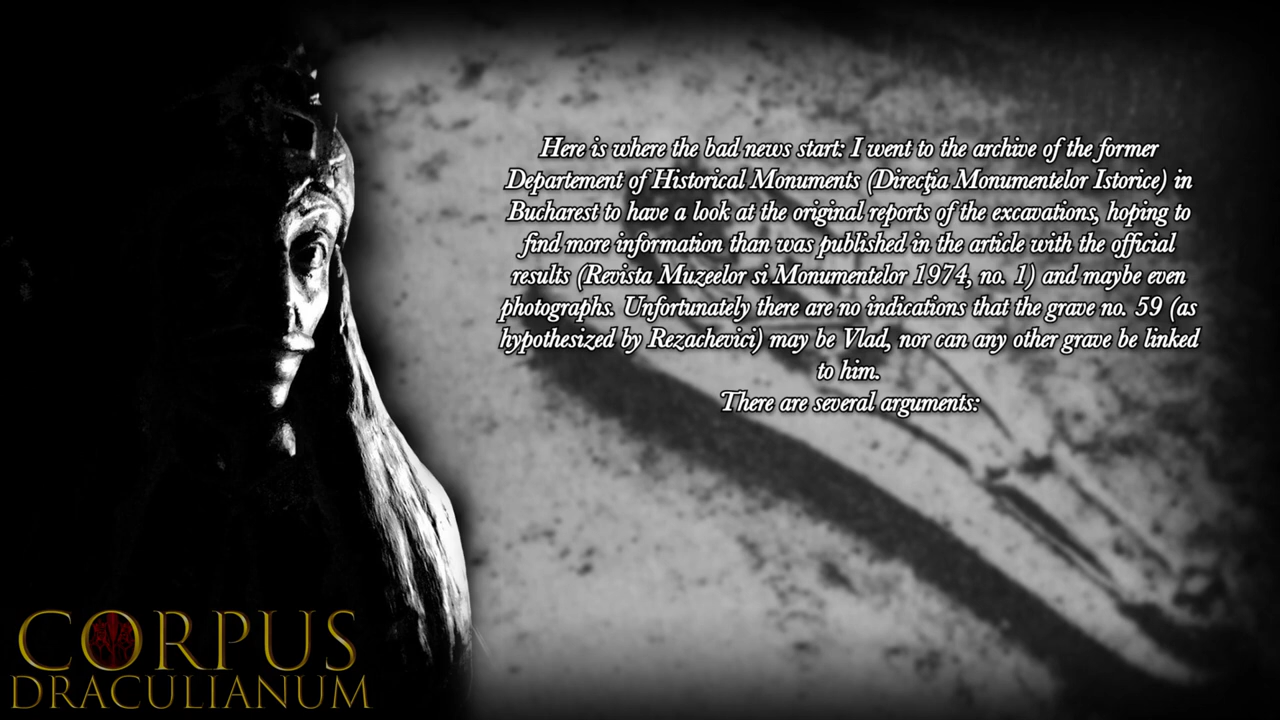 Here is where the bad news start: I went to the archive of the former
Departement of Historical Monuments (Direcţia Monumentelor Istorice) in
Bucharest to have a look at the original reports of the excavations, hoping to
find more information than was published in the article with the official
results (Revista Muzeelor si Monumentelor 1974, no. 1) and maybe even
photographs. Unfortunately there are no indications that the grave no. 59 (as
hypothesized by Rezachevici) may be Vlad, nor can any other grave be linked
to him.
There are several arguments:
CORPUS
DRACULIANUM